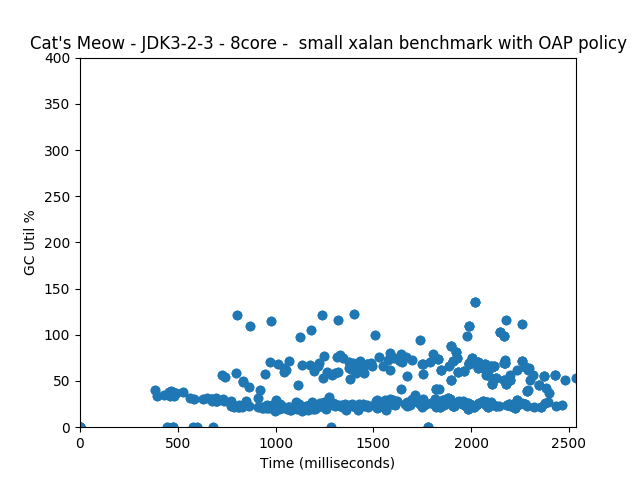 Cat's Meow - JDK3-2-3 - 8core -  small xalan benchmark with OAP policy
400
350
300
250
200
150
100
50
0
GC Util %
0 500 1000 1500 2000 2500
Time (milliseconds)